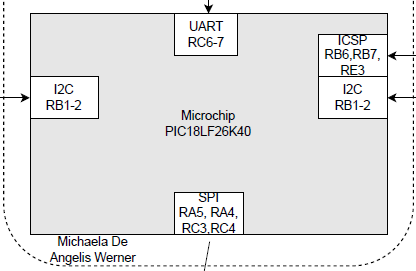 UART
RC6-7
ICSP
RB6,RB7,
RE3
I2C
RB1-2
I2C
RB1-2
Microchip
PIC18LF26K40
SPI
RA5, RA4,
RC3,RC4
Michaela De
Angelis Werner